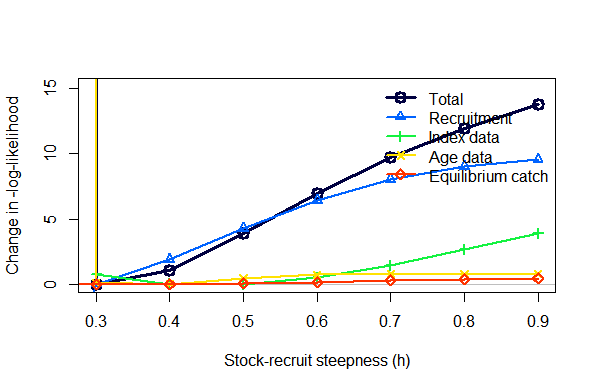 Change in -log-likelihood
15
10
5
0
Total
Recruitment
Index data
Age data
Equilibrium catch
0.3 0.4 0.5 0.6 0.7 0.8 0.9
Stock-recruit steepness (h)